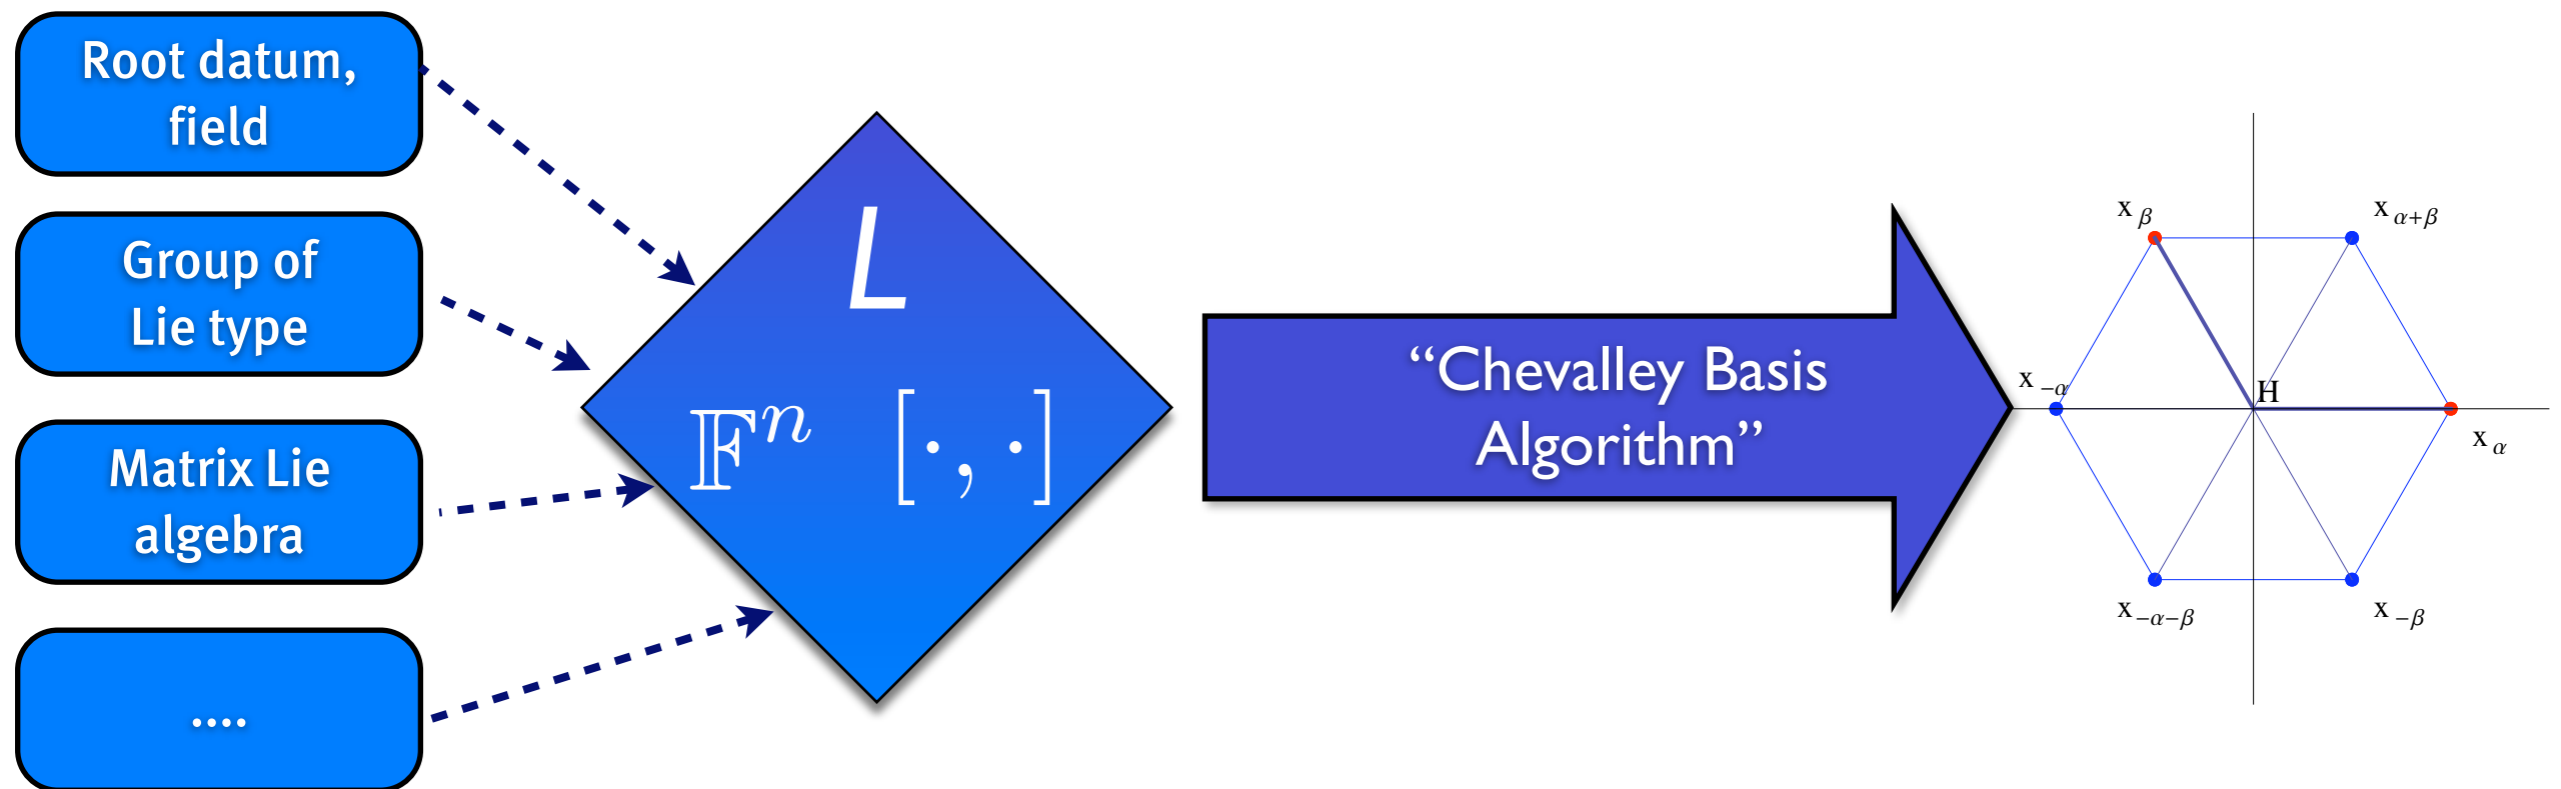 Root datum,
field
Group of
Lie type
Matrix Lie
algebra
....
L
𝔽ⁿ [·, ·]
“Chevalley Basis
Algorithm”
x β
x α+β
x −α
H
x α
x −α−β
x −β